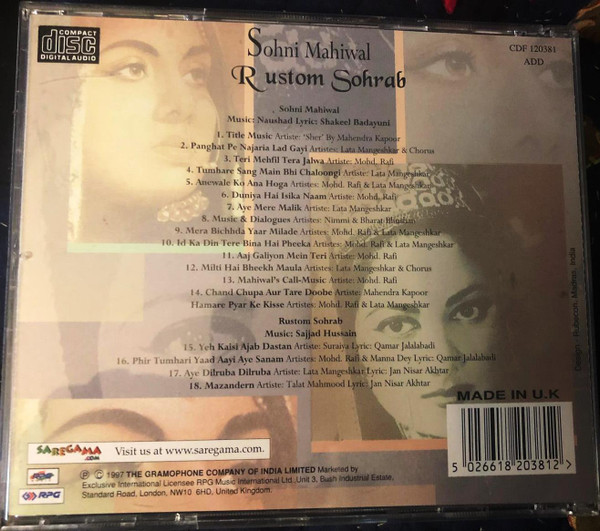 COMPACT
disc
DIGITAL AUDIO
Sohni Mahiwal
Rustom Sohrab
CDF 120381
ADD
Sohni Mahiwal
Music: Naushad Lyric: Shakeel Badayuni
1. Title Music Artiste: 'Sher' By Mahendra Kapoor
2. Panghat Pe Najaria Lad Gayi Artistes: Lata Mangeshkar & Chorus
3. Teri Mehfil Tera Jalwa Artiste: Mohd. Rafi
4. Tumhare Sang Main Bhi Chaloongi Artiste: Lata Mangeshkar
5. Anewale Ko Ana Hoga Artistes: Mohd. Rafi & Lata Mangeshkar
6. Duniya Hai Isika Naam Artiste: Mohd. Rafi
7. Aye Mere Malik Artiste: Lata Mangeshkar
8. Music & Dialogues Artistes: Nimmi & Bharat Bhushan
9. Mera Bichhda Yaar Milade Artistes: Mohd. Rafi & Lata Mangeshkar
10. Id Ka Din Tere Bina Hai Pheeka Artistes: Mohd. Rafi & Lata Mangeshkar
11. Aaj Galiyon Mein Teri Artiste: Mohd. Rafi
12. Milti Hai Bheekh Maula Artistes: Lata Mangeshkar & Chorus
13. Mahiwal's Call-Music Artiste: Mohd. Rafi
14. Chand Chupa Aur Tare Doobe Artiste: Mahendra Kapoor
Hamare Pyar Ke Kisse Artistes: Mohd. Rafi & Lata Mangeshkar
Rustom Sohrab
Music: Sajjad Hussain
15. Yeh Kaisi Ajab Dastan Artiste: Suraiya Lyric: Qamar Jalalabadi
16. Phir Tumhari Yaad Aayi Aye Sanam Artistes: Mohd. Rafi & Manna Dey Lyric: Qamar Jalalabadi
17. Aye Dilruba Dilruba Artiste: Lata Mangeshkar Lyric: Jan Nisar Akhtar
18. Mazandern Artiste: Talat Mahmood Lyric: Jan Nisar Akhtar
Design: Rubecon, Madras, India
MADE IN U.K
SAREGAMA
.COM
Visit us at www.saregama.com.
RPG
℗ © 1997 THE GRAMOPHONE COMPANY OF INDIA LIMITED Marketed by
Exclusive International Licensee RPG Music International Ltd., Unit 3, Bush Industrial Estate,
Standard Road, London, NW10 6HD, United Kingdom.
5 026618 203812 >